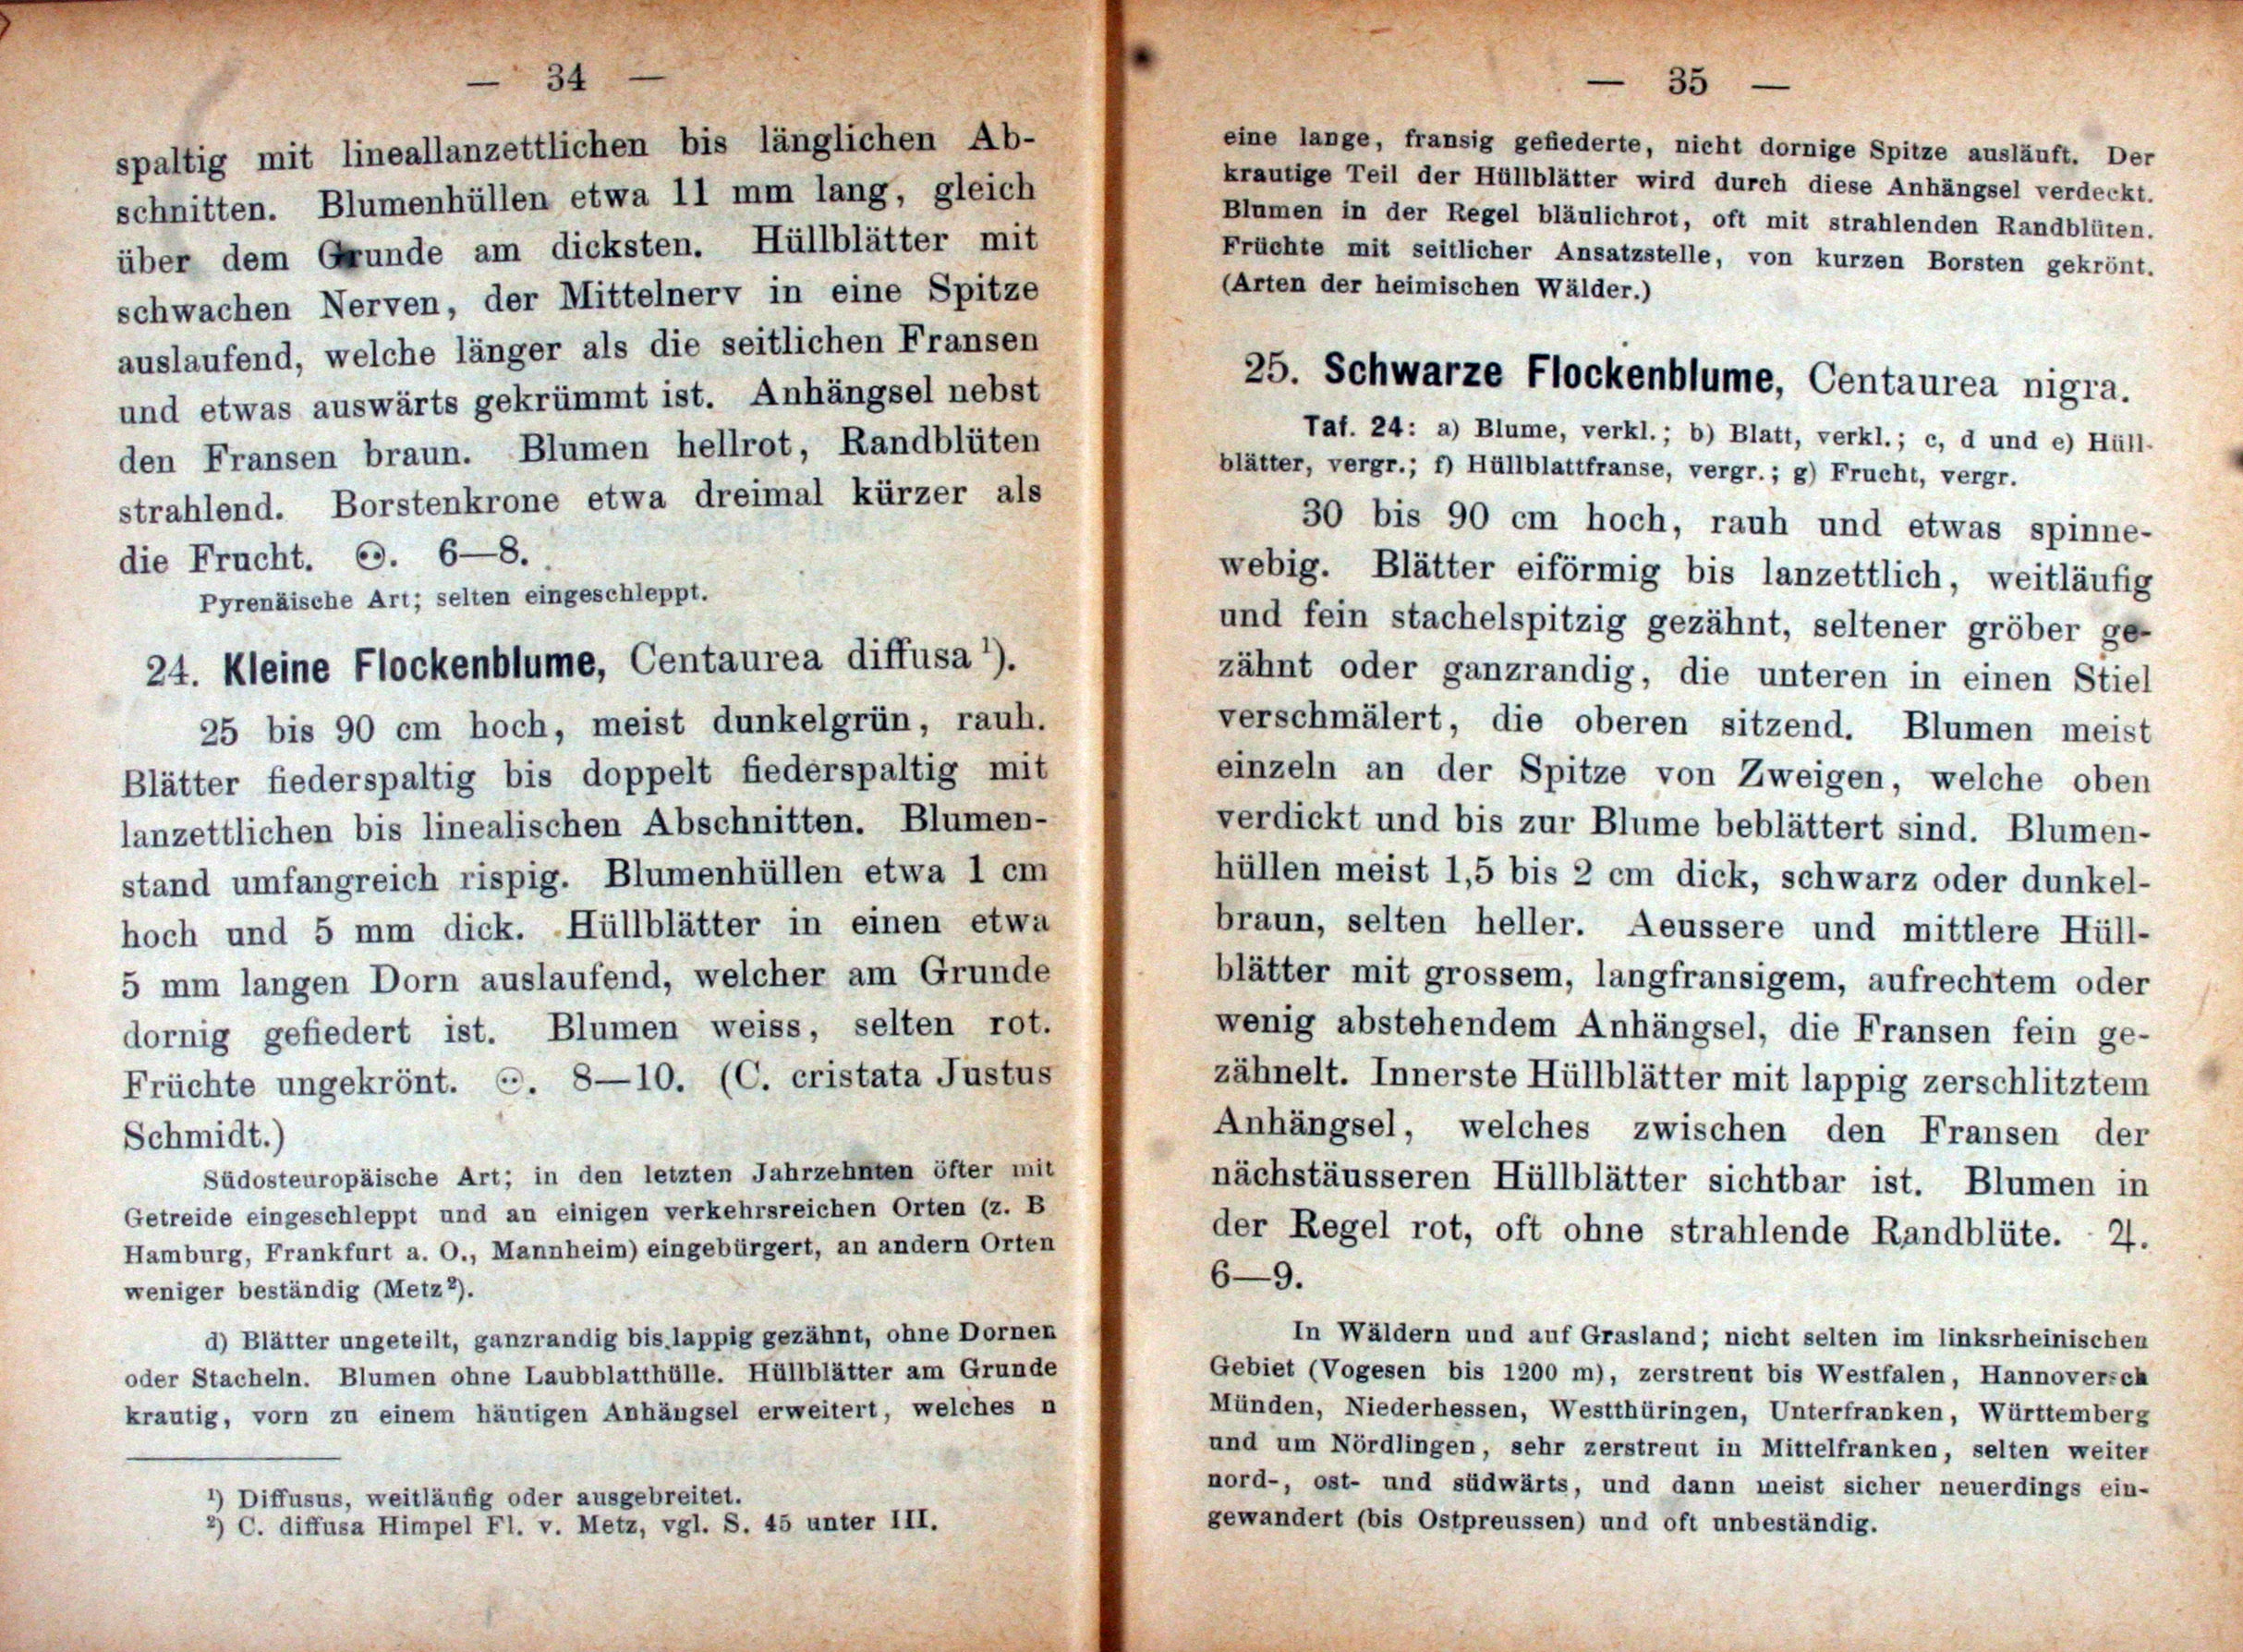 — 34 —
spaltig mit lineallanzettlichen bis länglichen Ab-
schnitten. Blumenhüllen etwa 11 mm lang, gleich
über dem Grunde am dicksten. Hüllblätter mit
schwachen Nerven, der Mittelnerv in eine Spitze
auslaufend, welche länger als die seitlichen Fransen
und etwas auswärts gekrümmt ist. Anhängsel nebst
den Fransen braun. Blumen hellrot, Randblüten
strahlend. Borstenkrone etwa dreimal kürzer als
die Frucht. ⚇. 6—8.
Pyrenäische Art; selten eingeschleppt.
24. Kleine Flockenblume, Centaurea diffusa ¹).
25 bis 90 cm hoch, meist dunkelgrün, rauh.
Blätter fiederspaltig bis doppelt fiederspaltig mit
lanzettlichen bis linealischen Abschnitten. Blumen-
stand umfangreich rispig. Blumenhüllen etwa 1 cm
hoch und 5 mm dick. Hüllblätter in einen etwa
5 mm langen Dorn auslaufend, welcher am Grunde
dornig gefiedert ist. Blumen weiss, selten rot.
Früchte ungekrönt. ⚇. 8—10. (C. cristata Justus
Schmidt.)
Südosteuropäische Art; in den letzten Jahrzehnten öfter mit
Getreide eingeschleppt und an einigen verkehrsreichen Orten (z. B
Hamburg, Frankfurt a. O., Mannheim) eingebürgert, an andern Orten
weniger beständig (Metz ²).
d) Blätter ungeteilt, ganzrandig bis lappig gezähnt, ohne Dornen
oder Stacheln. Blumen ohne Laubblatthülle. Hüllblätter am Grunde
krautig, vorn zu einem häutigen Anhängsel erweitert, welches n
¹) Diffusus, weitläufig oder ausgebreitet.
²) C. diffusa Himpel Fl. v. Metz, vgl. S. 45 unter III.
— 35 —
eine lange, fransig gefiederte, nicht dornige Spitze ausläuft. Der
krautige Teil der Hüllblätter wird durch diese Anhängsel verdeckt.
Blumen in der Regel bläulichrot, oft mit strahlenden Randblüten.
Früchte mit seitlicher Ansatzstelle, von kurzen Borsten gekrönt.
(Arten der heimischen Wälder.)
25. Schwarze Flockenblume, Centaurea nigra.
Taf. 24: a) Blume, verkl.; b) Blatt, verkl.; c, d und e) Hüll-
blätter, vergr.; f) Hüllblattfranse, vergr.; g) Frucht, vergr.
30 bis 90 cm hoch, rauh und etwas spinne-
webig. Blätter eiförmig bis lanzettlich, weitläufig
und fein stachelspitzig gezähnt, seltener gröber ge-
zähnt oder ganzrandig, die unteren in einen Stiel
verschmälert, die oberen sitzend. Blumen meist
einzeln an der Spitze von Zweigen, welche oben
verdickt und bis zur Blume beblättert sind. Blumen-
hüllen meist 1,5 bis 2 cm dick, schwarz oder dunkel-
braun, selten heller. Aeussere und mittlere Hüll-
blätter mit grossem, langfransigem, aufrechtem oder
wenig abstehendem Anhängsel, die Fransen fein ge-
zähnelt. Innerste Hüllblätter mit lappig zerschlitztem
Anhängsel, welches zwischen den Fransen der
nächstäusseren Hüllblätter sichtbar ist. Blumen in
der Regel rot, oft ohne strahlende Randblüte. ♃.
6—9.
In Wäldern und auf Grasland; nicht selten im linksrheinischen
Gebiet (Vogesen bis 1200 m), zerstreut bis Westfalen, Hannoversch
Münden, Niederhessen, Westthüringen, Unterfranken, Württemberg
und um Nördlingen, sehr zerstreut in Mittelfranken, selten weiter
nord-, ost- und südwärts, und dann meist sicher neuerdings ein-
gewandert (bis Ostpreussen) und oft unbeständig.